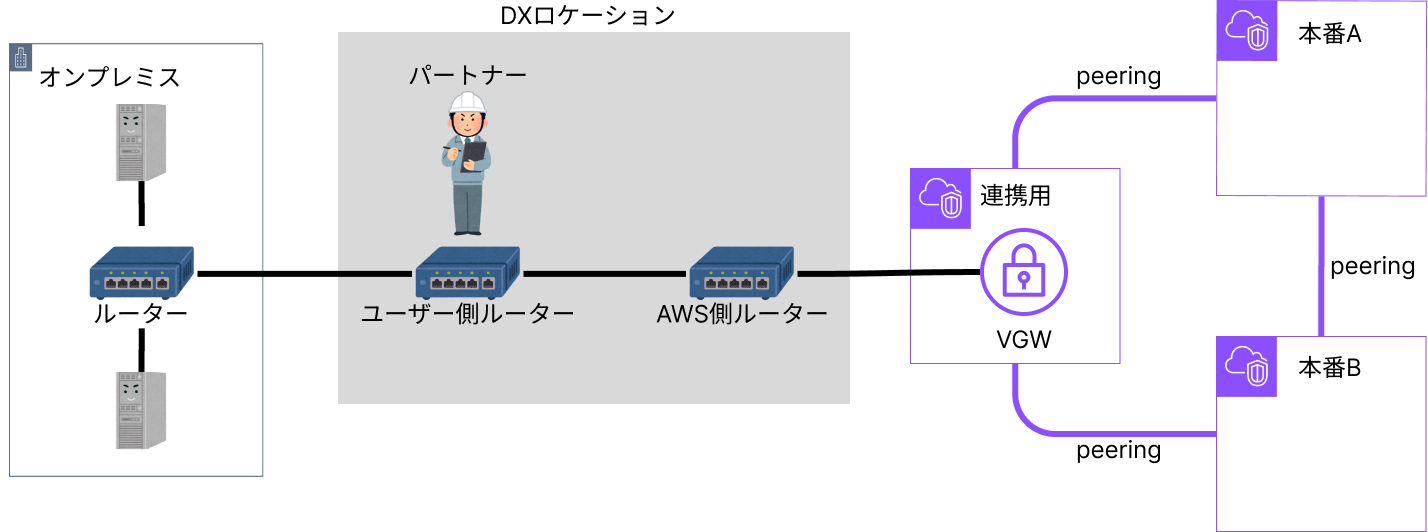 DXロケーション
オンプレミス
パートナー
ルーター
ユーザー側ルーター
AWS側ルーター
連携用
VGW
peering
本番A
peering
本番B
peering